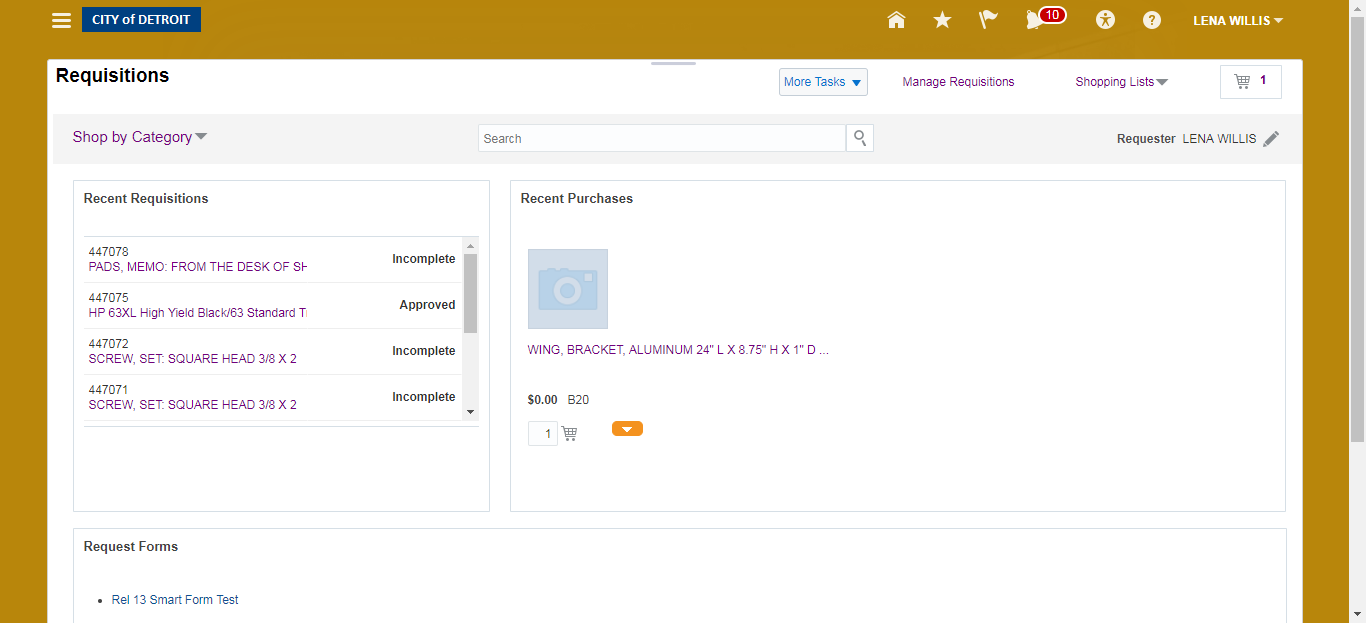 CITY of DETROIT
10
LENA WILLIS
Requisitions
More Tasks
Manage Requisitions
Shopping Lists
1
Shop by Category
Search
Requester LENA WILLIS
Recent Requisitions
447078
PADS, MEMO: FROM THE DESK OF SH
Incomplete
447075
HP 63XL High Yield Black/63 Standard T
Approved
447072
SCREW, SET: SQUARE HEAD 3/8 X 2
Incomplete
447071
SCREW, SET: SQUARE HEAD 3/8 X 2
Incomplete
Recent Purchases
WING, BRACKET, ALUMINUM 24" L X 8.75" H X 1" D ...
$0.00 B20
1
Request Forms
Rel 13 Smart Form Test